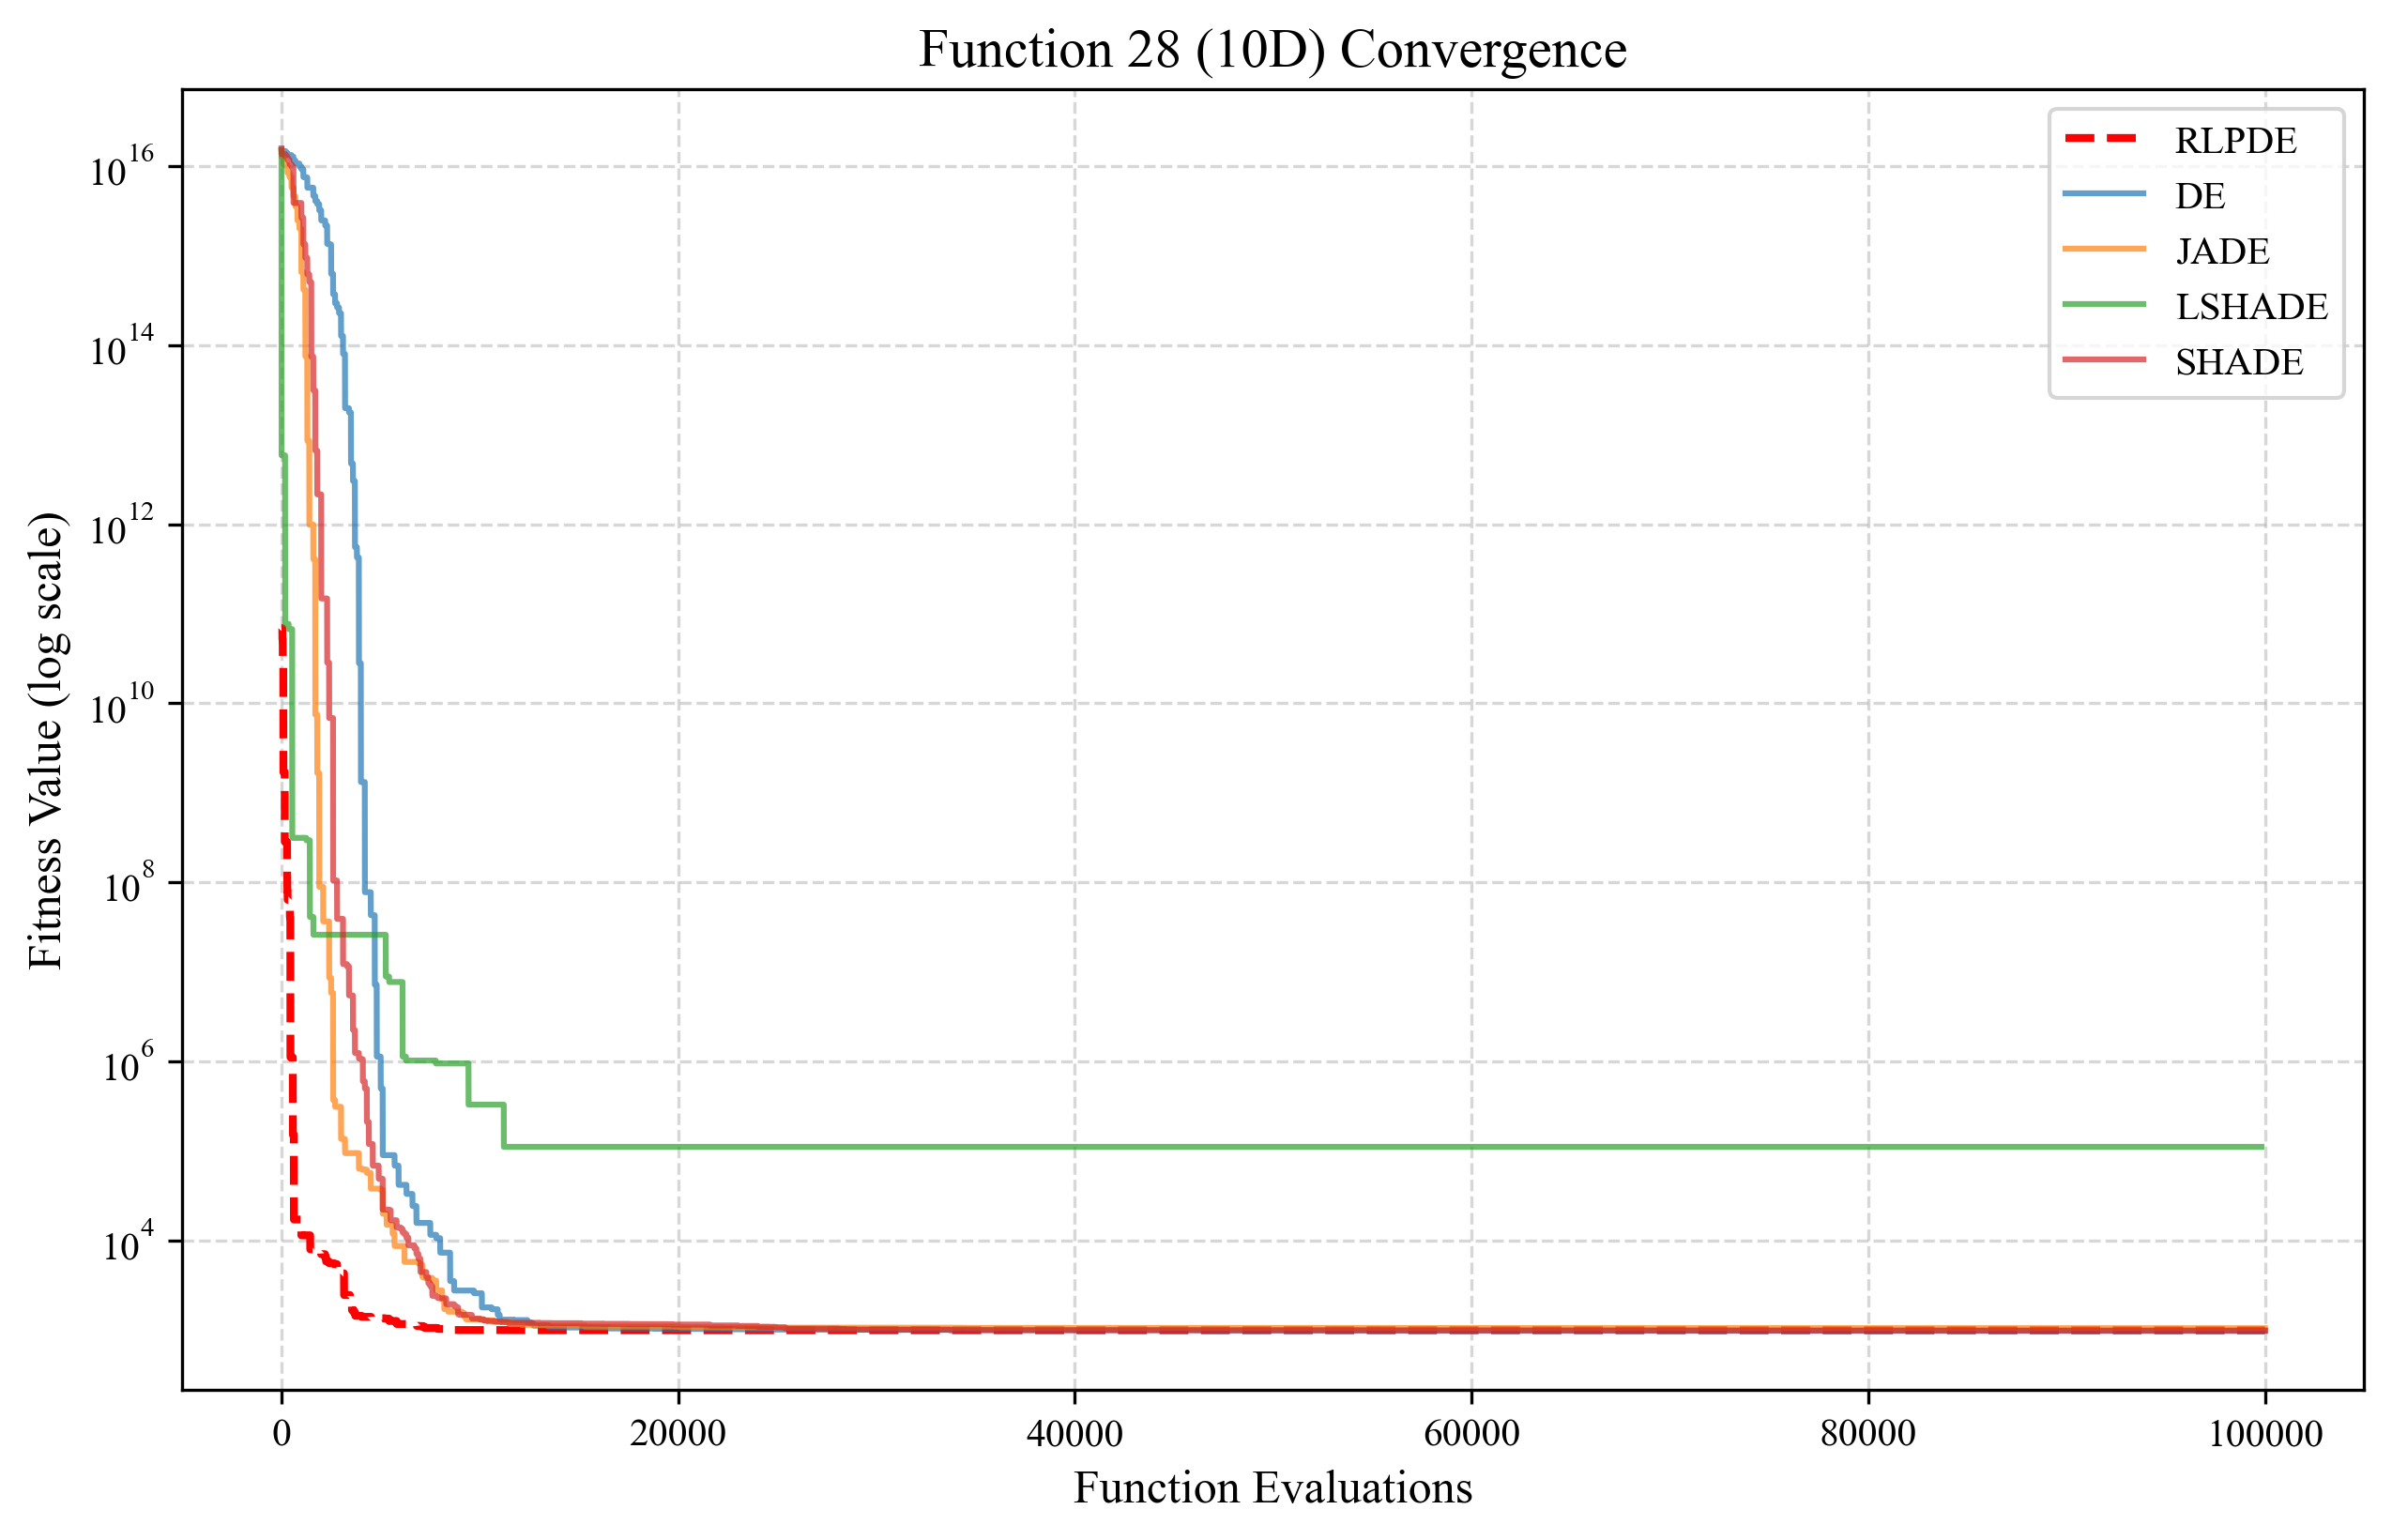 Function 28 (10D) Convergence
Fitness Value (log scale)
10^16
10^14
10^12
10^10
10^8
10^6
10^4
RLPDE
DE
JADE
LSHADE
SHADE
0 20000 40000 60000 80000 100000
Function Evaluations